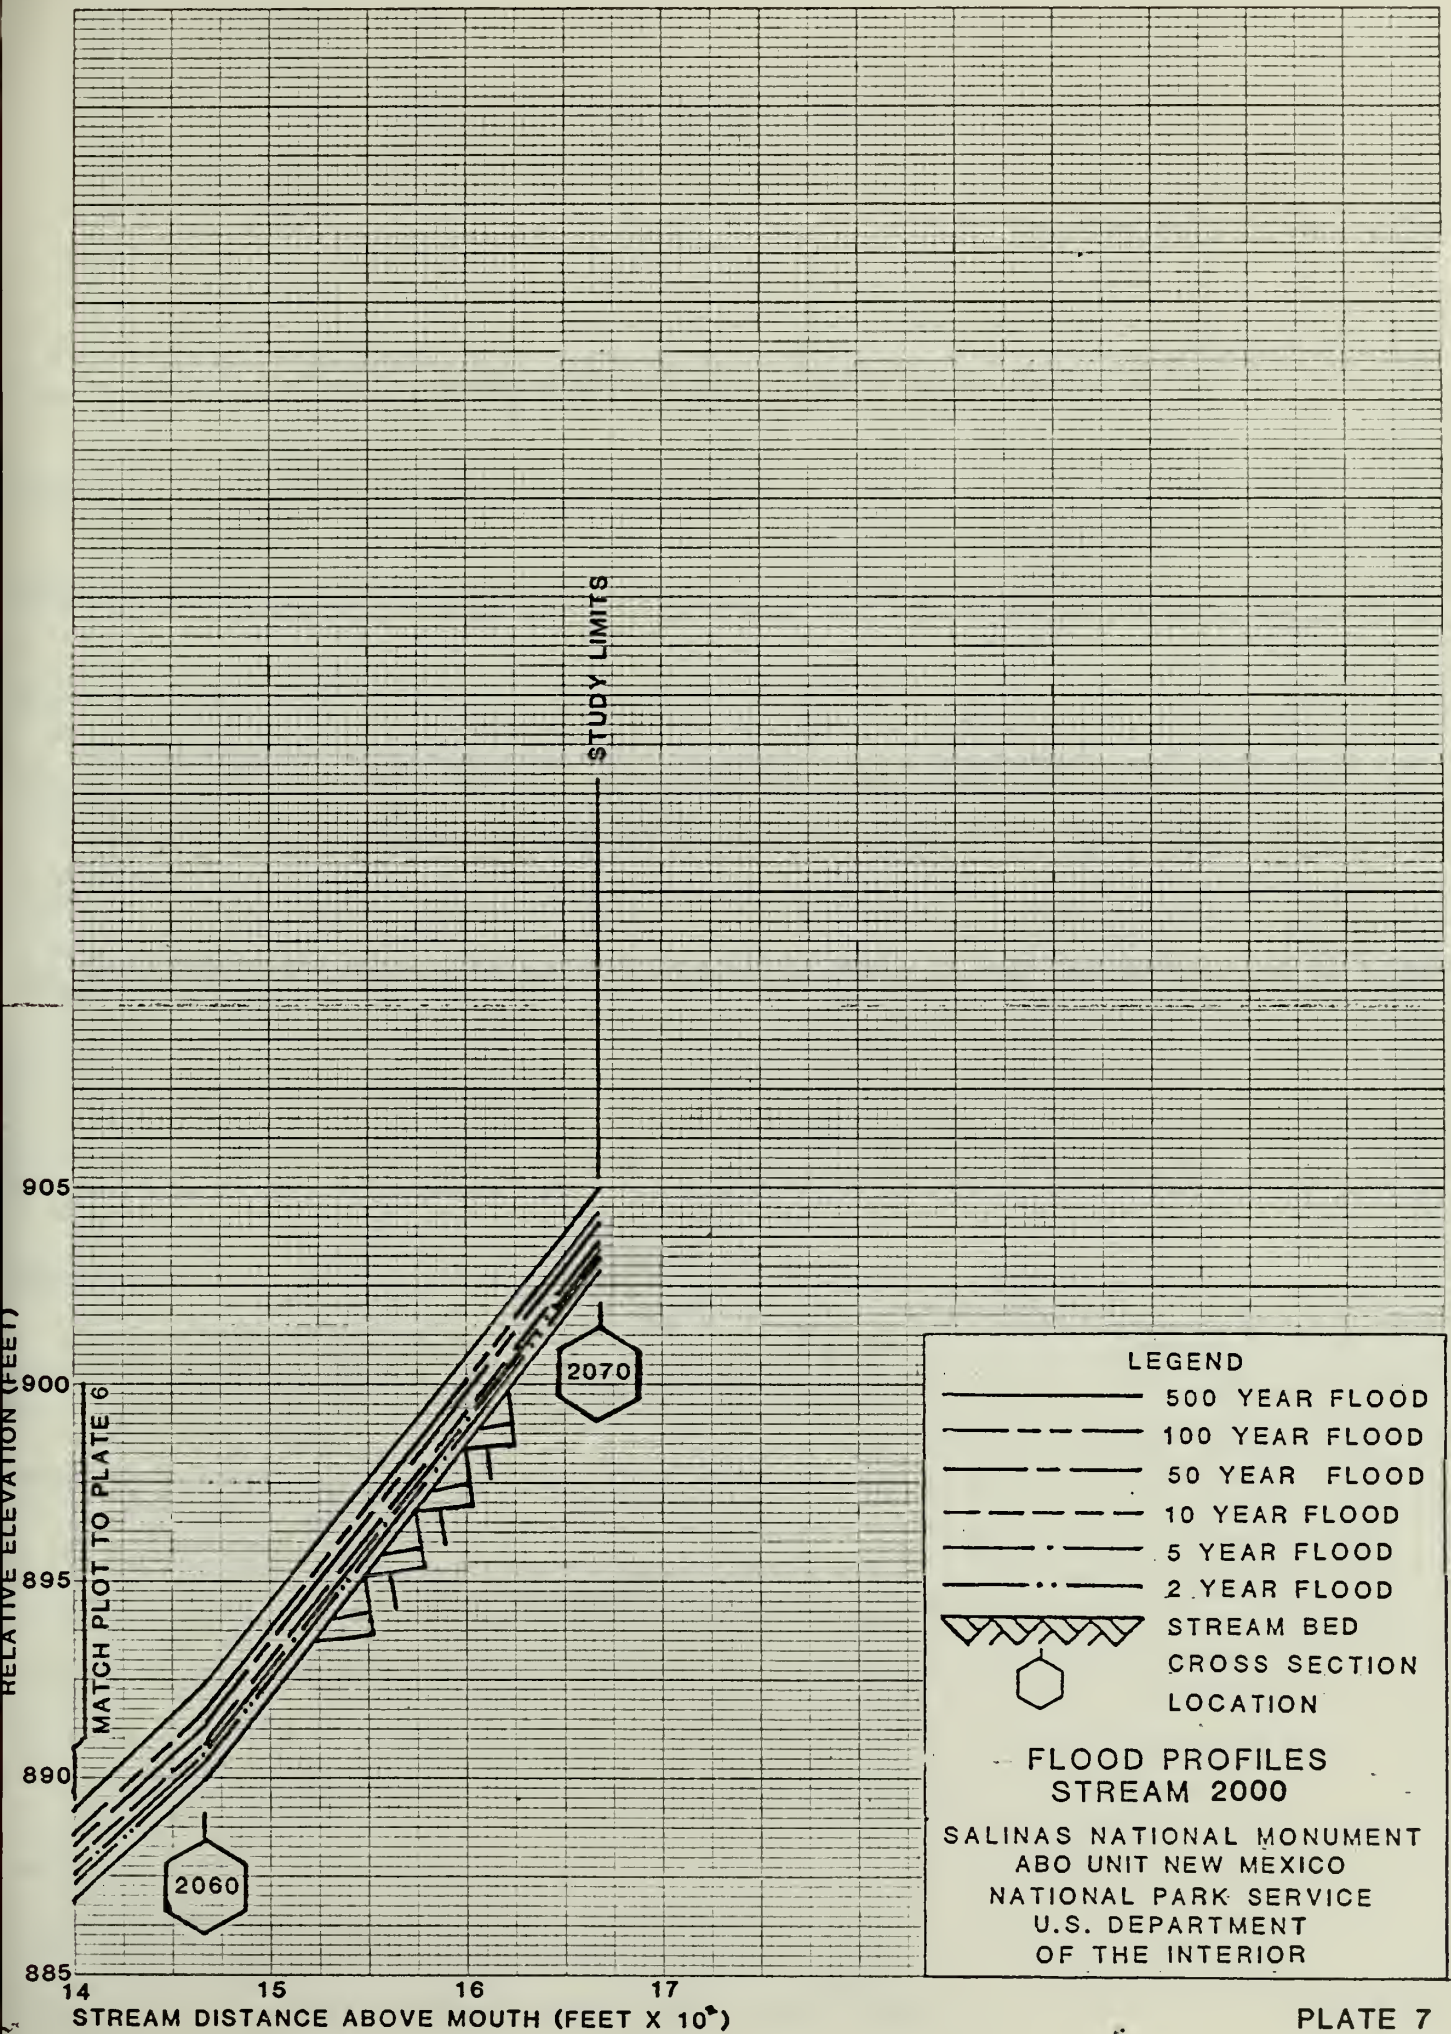 STUDY LIMITS
905
900
895
890
885
RELATIVE ELEVATION (FEET)
MATCH PLOT TO PLATE 6
2070
2060
14
15
16
17
STREAM DISTANCE ABOVE MOUTH (FEET X 10²)
LEGEND
500 YEAR FLOOD
100 YEAR FLOOD
50 YEAR FLOOD
10 YEAR FLOOD
5 YEAR FLOOD
2 YEAR FLOOD
STREAM BED
CROSS SECTION
LOCATION
FLOOD PROFILES
STREAM 2000
SALINAS NATIONAL MONUMENT
ABO UNIT NEW MEXICO
NATIONAL PARK SERVICE
U.S. DEPARTMENT
OF THE INTERIOR
PLATE 7